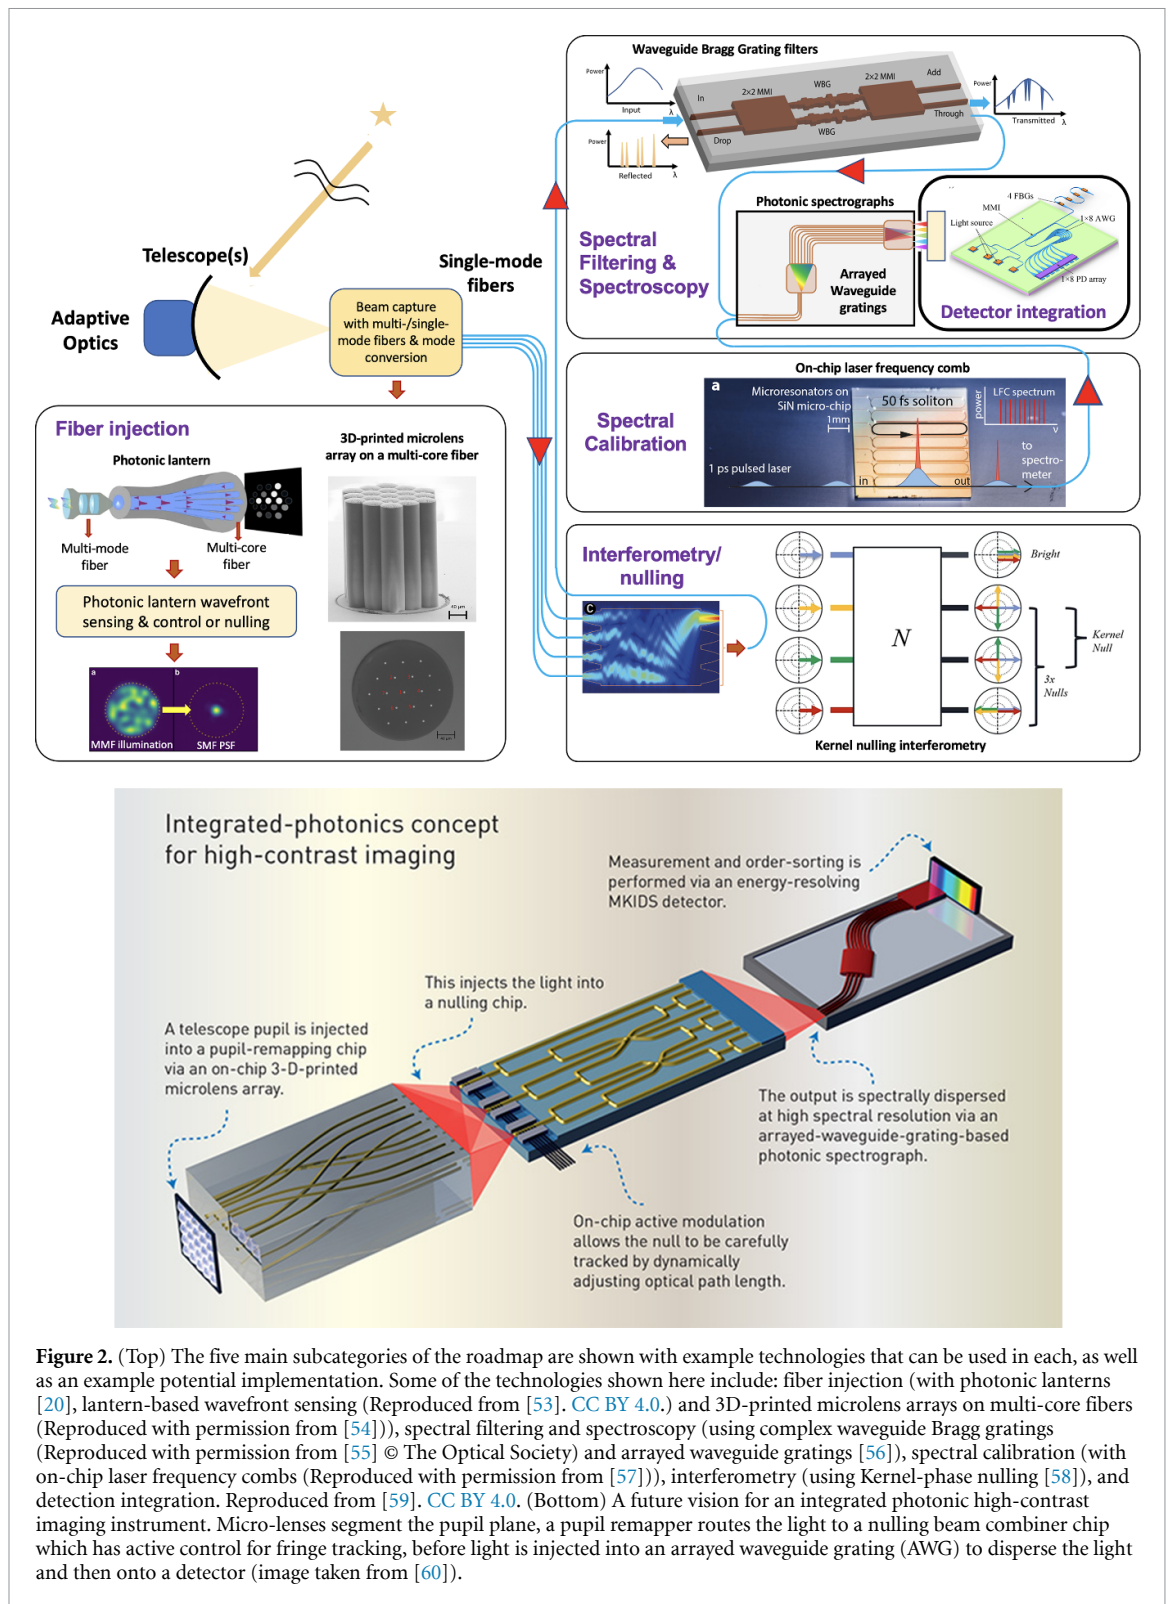 Waveguide Bragg Grating filters
Power
Input
λ
In
2×2 MMI
WBG
2×2 MMI
Add
Drop
WBG
Through
Power
Transmitted
λ
Power
Reflected
λ
Telescope(s)
Adaptive
Optics
Single-mode
fibers
Beam capture
with multi-/single-
mode fibers & mode
conversion
Spectral
Filtering &
Spectroscopy
Photonic spectrographs
Arrayed
Waveguide
gratings
4 FBGs
MMI
Light source
1×8 AWG
1×8 PD array
Detector integration
Fiber injection
Photonic lantern
Multi-mode
fiber
Multi-core
fiber
Photonic lantern wavefront
sensing & control or nulling
a
b
MMF illumination
SMF PSF
3D-printed microlens
array on a multi-core fiber
40 µm
Spectral
Calibration
On-chip laser frequency comb
a
Microresonators on
SiN micro-chip
1mm
50 fs soliton
power
LFC spectrum
ν
1 ps pulsed laser
in
out
to
spectro-
meter
Interferometry/
nulling
C
N
Bright
Kernel
Null
3x
Nulls
Kernel nulling interferometry
Integrated-photonics concept
for high-contrast imaging
Measurement and order-sorting is
performed via an energy-resolving
MKIDS detector.
This injects the light into
a nulling chip.
A telescope pupil is injected
into a pupil-remapping chip
via an on-chip 3-D-printed
microlens array.
The output is spectrally dispersed
at high spectral resolution via an
arrayed-waveguide-grating-based
photonic spectrograph.
On-chip active modulation
allows the null to be carefully
tracked by dynamically
adjusting optical path length.
Figure 2. (Top) The five main subcategories of the roadmap are shown with example technologies that can be used in each, as well
as an example potential implementation. Some of the technologies shown here include: fiber injection (with photonic lanterns
[20], lantern-based wavefront sensing (Reproduced from [53]. CC BY 4.0.) and 3D-printed microlens arrays on multi-core fibers
(Reproduced with permission from [54])), spectral filtering and spectroscopy (using complex waveguide Bragg gratings
(Reproduced with permission from [55] © The Optical Society) and arrayed waveguide gratings [56]), spectral calibration (with
on-chip laser frequency combs (Reproduced with permission from [57])), interferometry (using Kernel-phase nulling [58]), and
detection integration. Reproduced from [59]. CC BY 4.0. (Bottom) A future vision for an integrated photonic high-contrast
imaging instrument. Micro-lenses segment the pupil plane, a pupil remapper routes the light to a nulling beam combiner chip
which has active control for fringe tracking, before light is injected into an arrayed waveguide grating (AWG) to disperse the light
and then onto a detector (image taken from [60]).